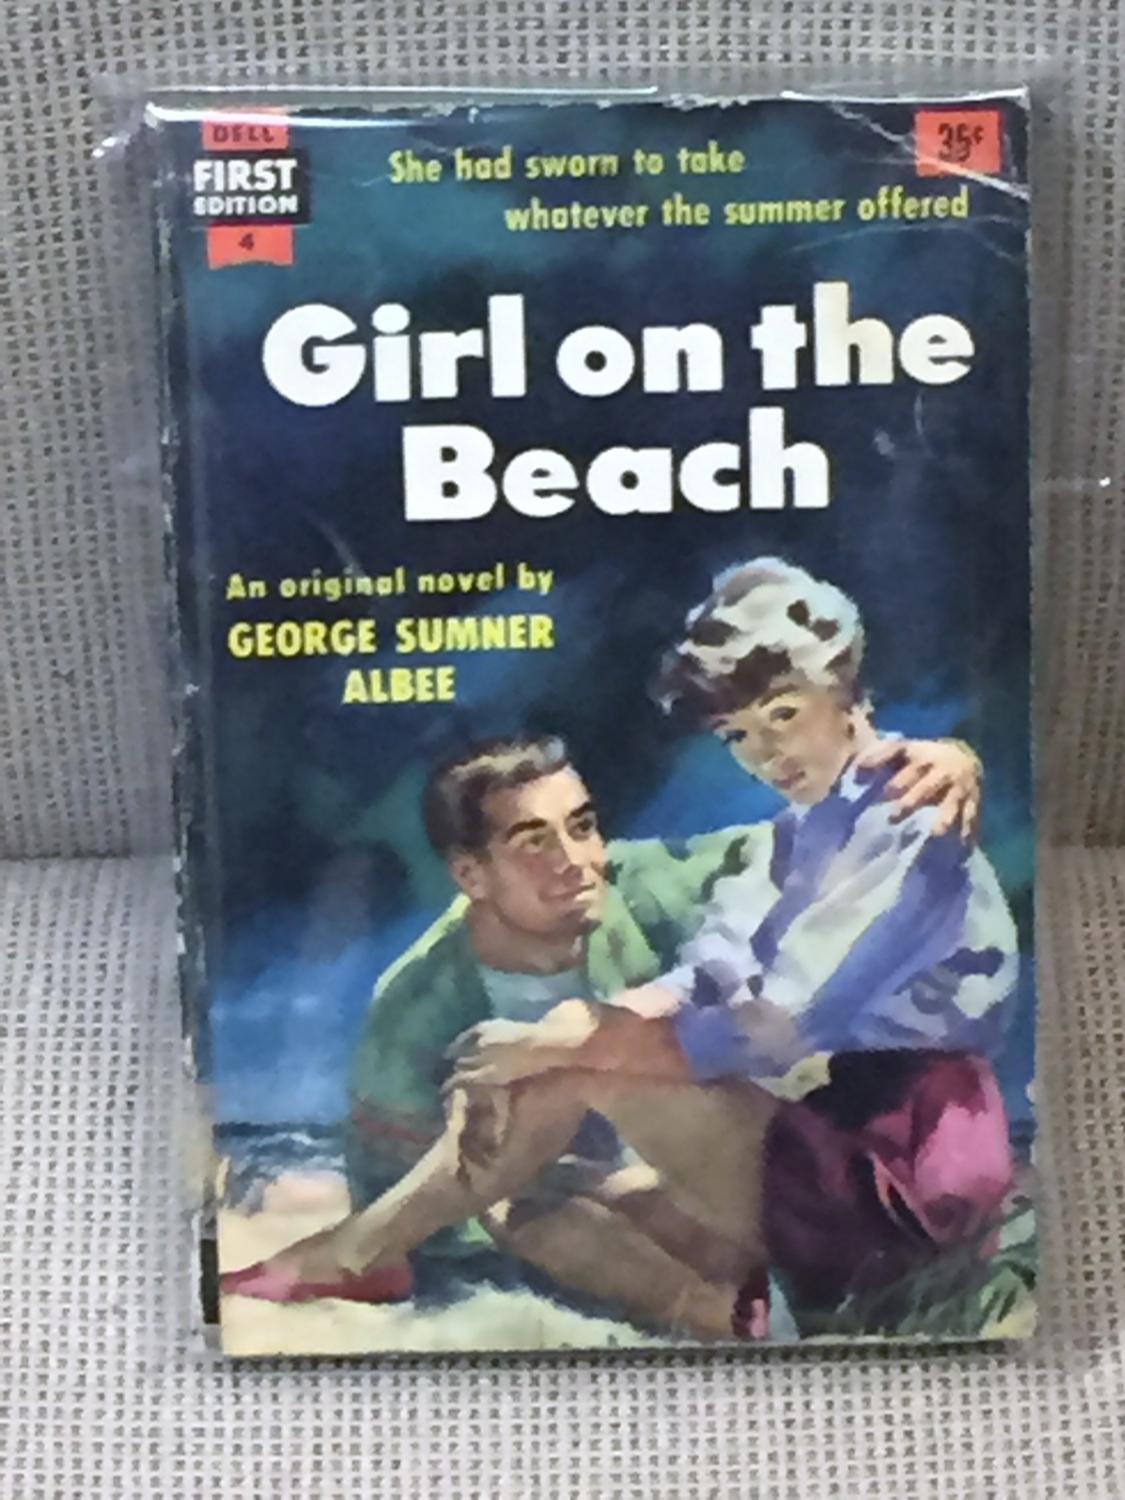 DELL
FIRST
EDITION
4
35¢
She had sworn to take
whatever the summer offered
Girl on the
Beach
An original novel by
GEORGE SUMNER
ALBEE